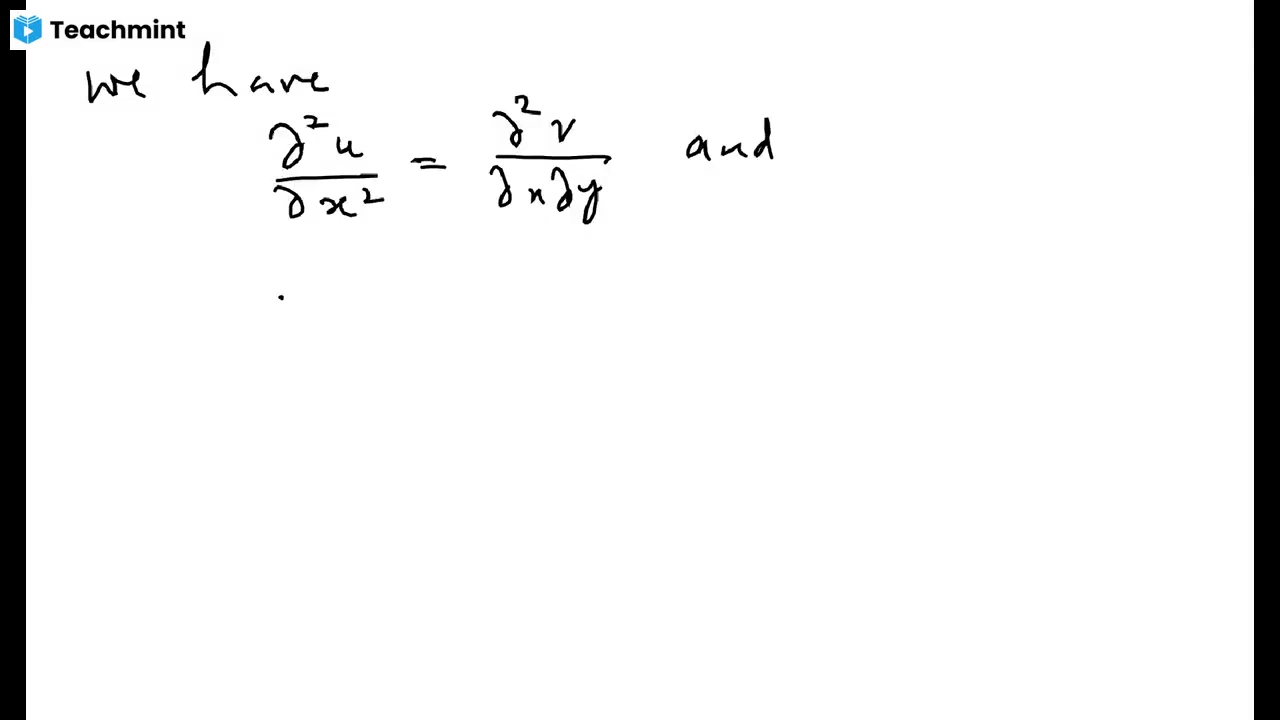 Teachmint
we have
∂²u/∂x² = ∂²v/∂x∂y and